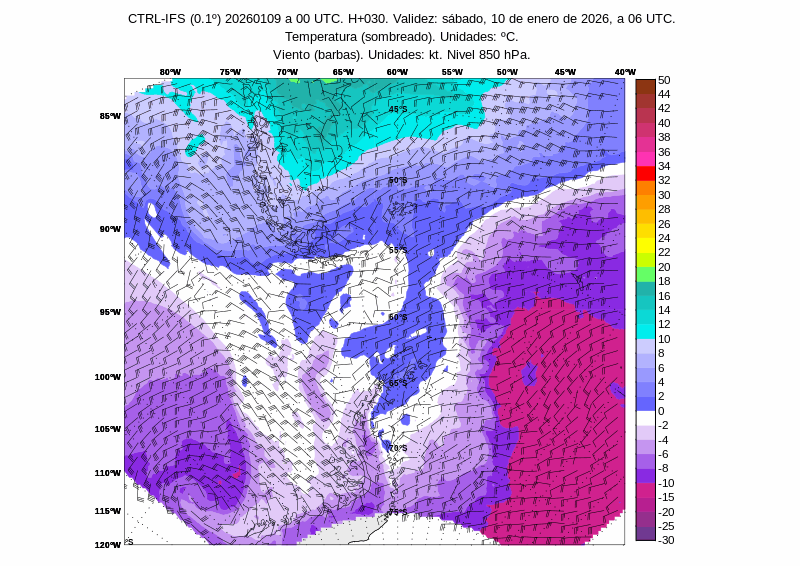 CTRL-IFS (0.1º) 20260109 a 00 UTC. H+030. Validez: sábado, 10 de enero de 2026, a 06 UTC.
Temperatura (sombreado). Unidades: ºC.
Viento (barbas). Unidades: kt. Nivel 850 hPa.
80°W 75°W 70°W 65°W 60°W 55°W 50°W 45°W 40°W
85°W
90°W
95°W
100°W
105°W
110°W
115°W
120°W
45°S
50°S
55°S
60°S
65°S
70°S
75°S
°S
50
44
42
40
38
36
34
32
30
28
26
24
22
20
18
16
14
12
10
8
6
4
2
0
-2
-4
-6
-8
-10
-15
-20
-25
-30